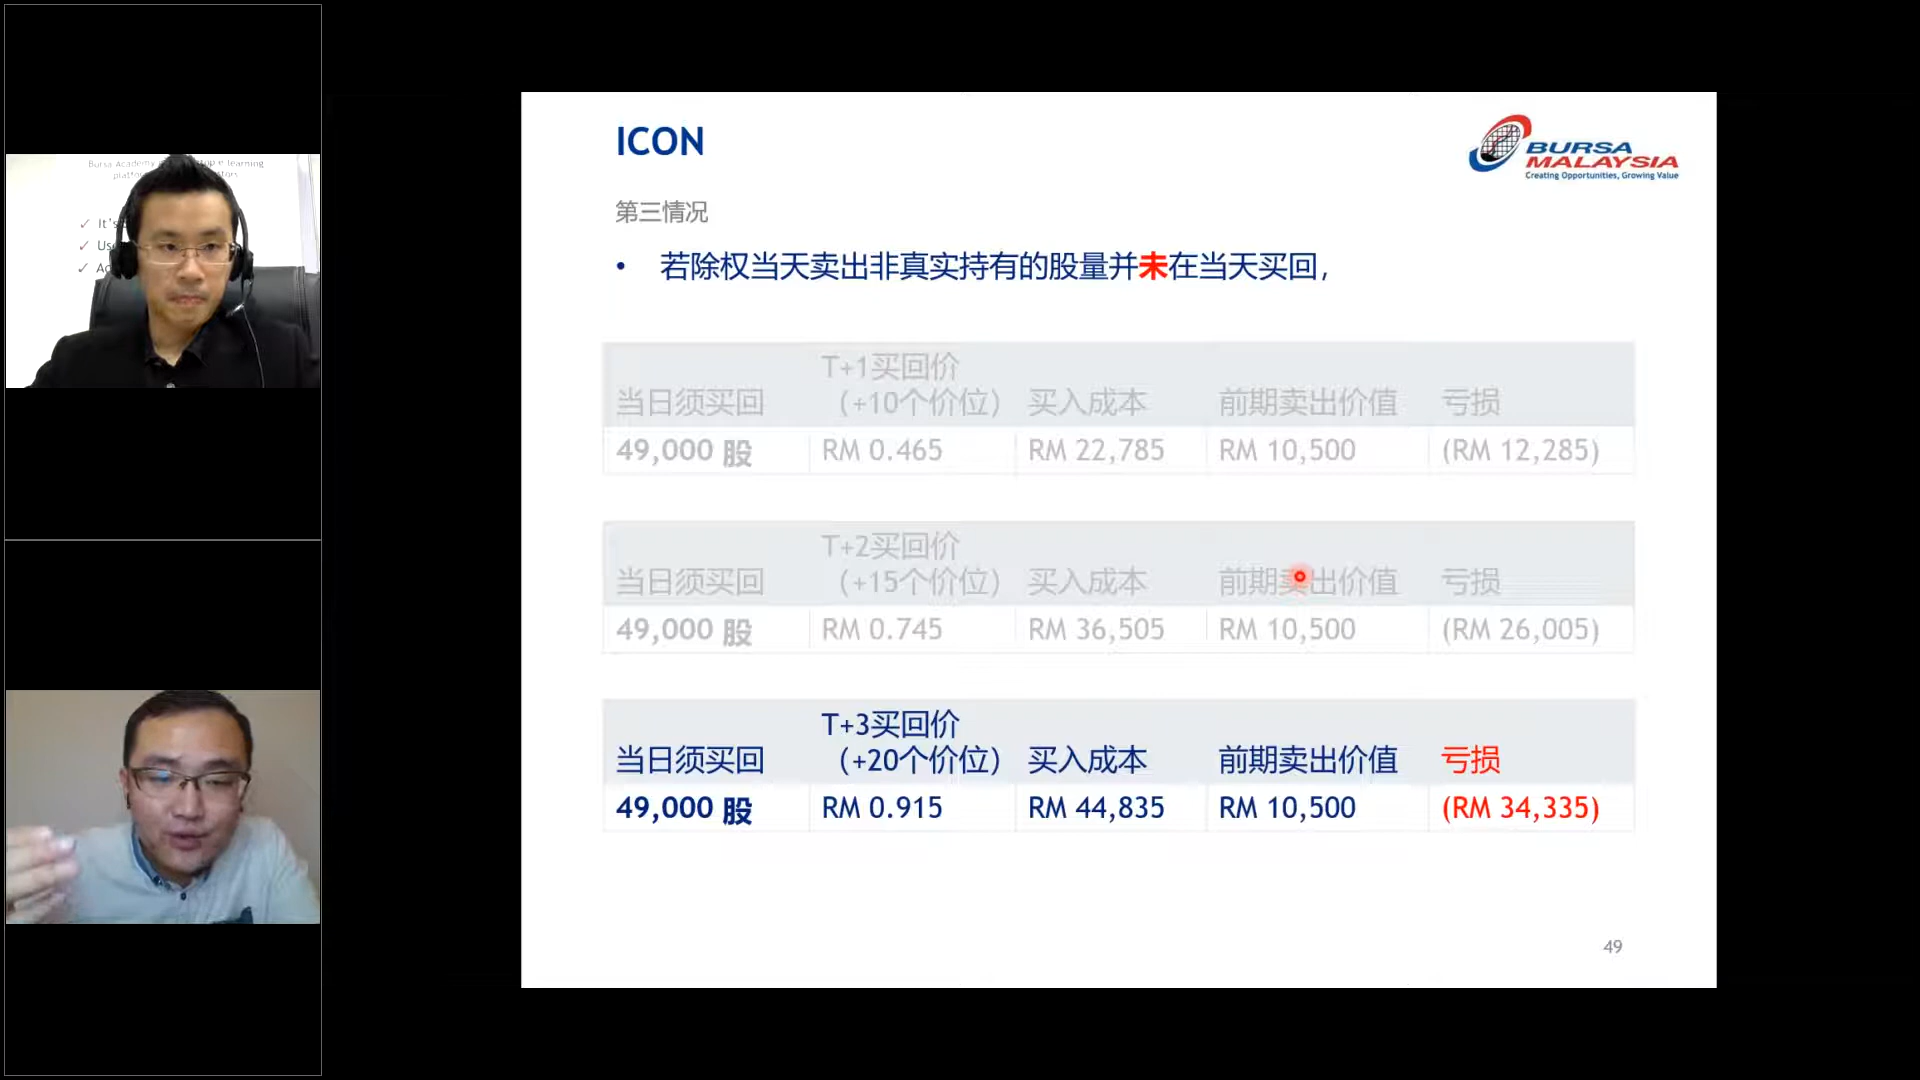 Bursa Academy
learning
It's
ICON
BURSA
MALAYSIA
Creating Opportunities, Growing Value
第三情况
• 若除权当天卖出非真实持有的股量并未在当天买回，
当日须买回 T+1买回价（+10个价位） 买入成本 前期卖出价值 亏损
49,000 股 RM 0.465 RM 22,785 RM 10,500 (RM 12,285)
当日须买回 T+2买回价（+15个价位） 买入成本 前期卖出价值 亏损
49,000 股 RM 0.745 RM 36,505 RM 10,500 (RM 26,005)
当日须买回 T+3买回价（+20个价位） 买入成本 前期卖出价值 亏损
49,000 股 RM 0.915 RM 44,835 RM 10,500 (RM 34,335)
49